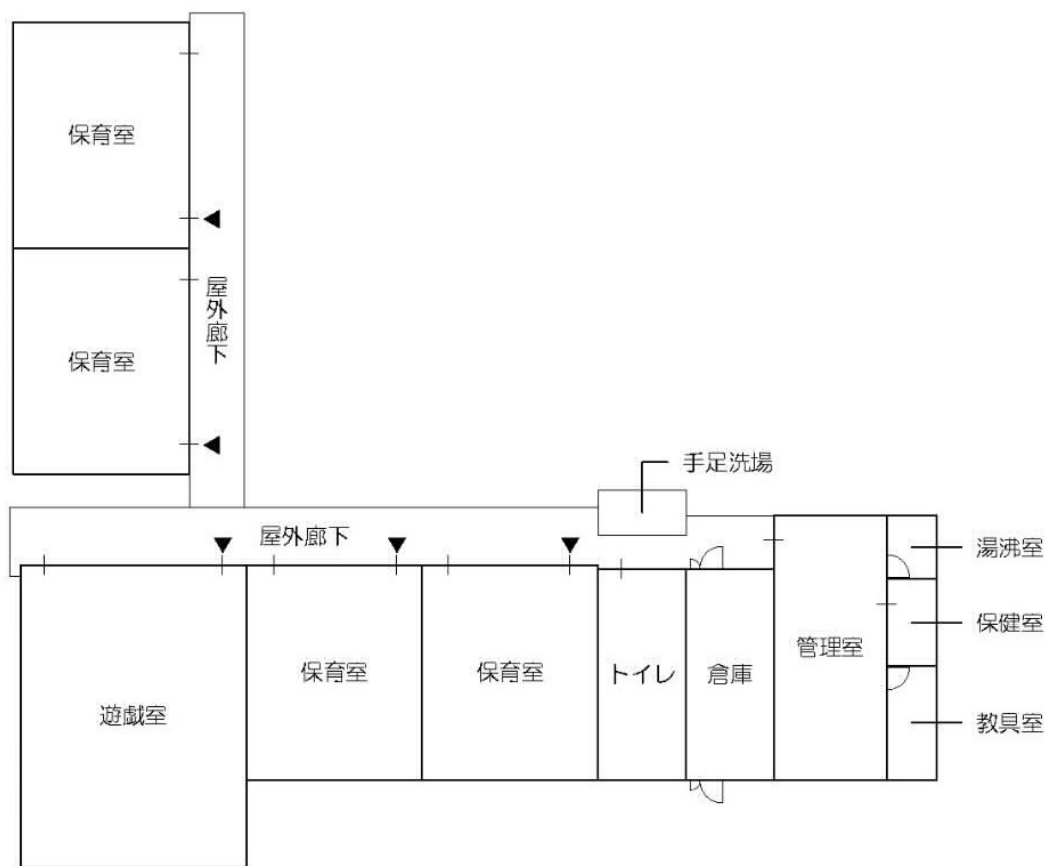 保育室
屋外廊下
保育室
手足洗場
屋外廊下
湯沸室
保健室
管理室
保育室
保育室
トイレ
倉庫
遊戯室
教具室